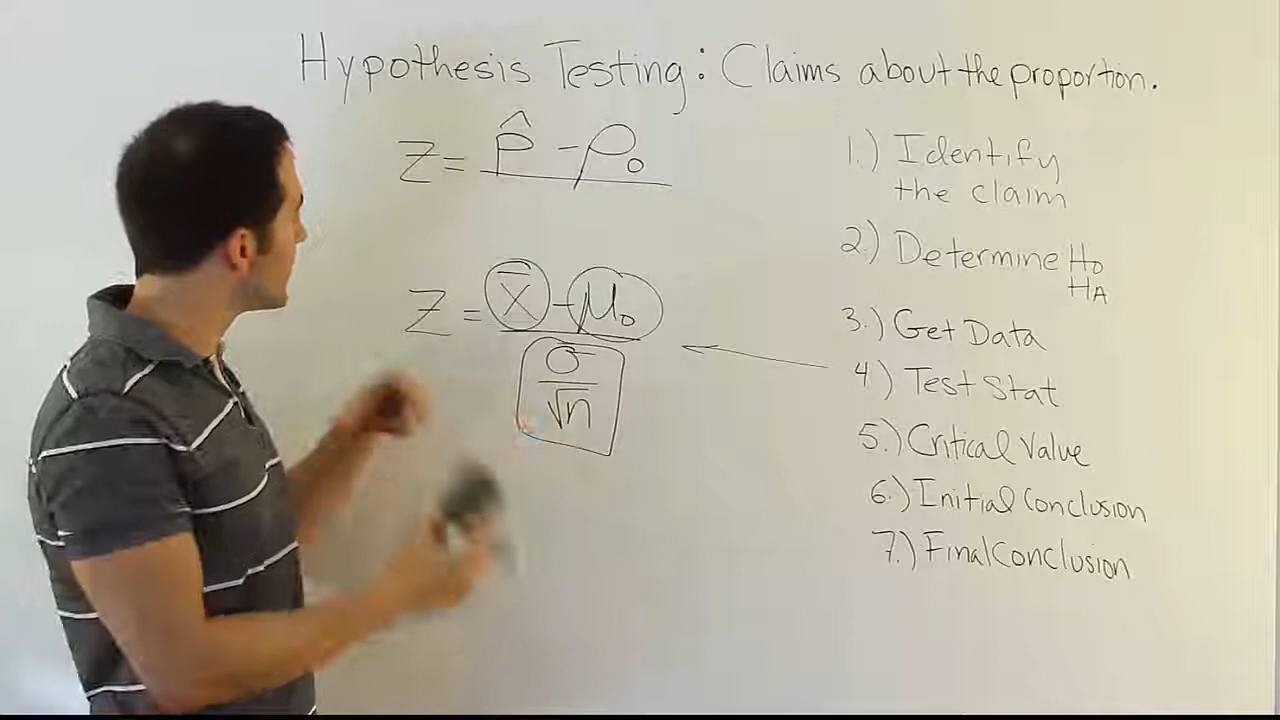 Hypothesis Testing: Claims about the proportion.
Z = p̂ - p₀
Z = x̄ - μ₀
σ
√n
1.) Identify
the claim
2.) Determine H₀
H_A
3.) Get Data
4.) Test Stat
5.) Critical Value
6.) Initial Conclusion
7.) Final Conclusion